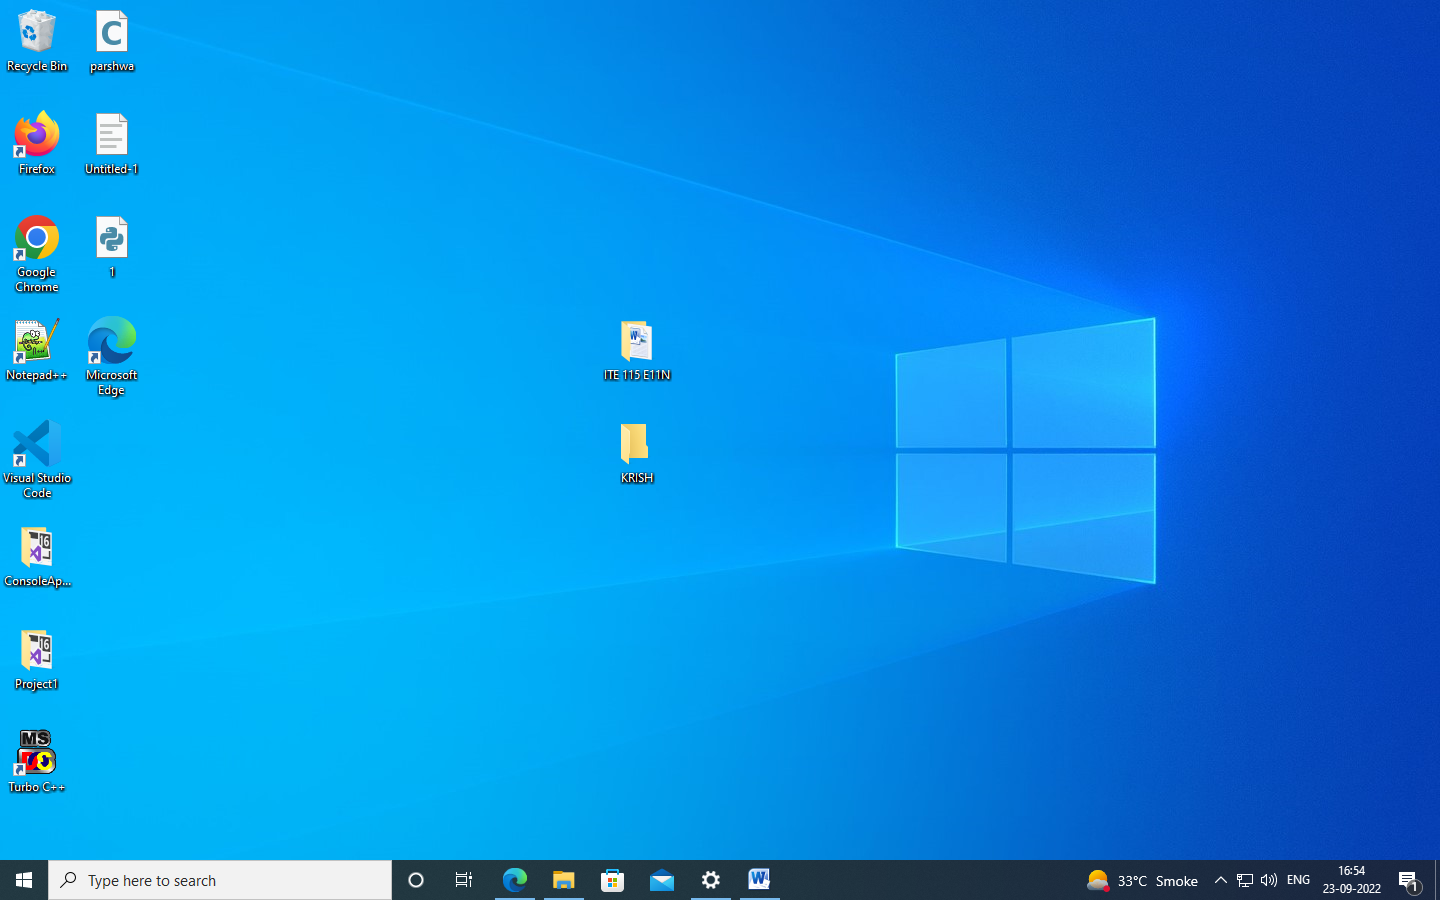 Recycle Bin
parshwa
Firefox
Untitled-1
Google
Chrome
1
Notepad++
Microsoft
Edge
Visual Studio
Code
ConsoleAp...
Project1
MS
Turbo C++
ITE 115 E11N
KRISH
Type here to search
33°C Smoke
ENG
16:54
23-09-2022
1